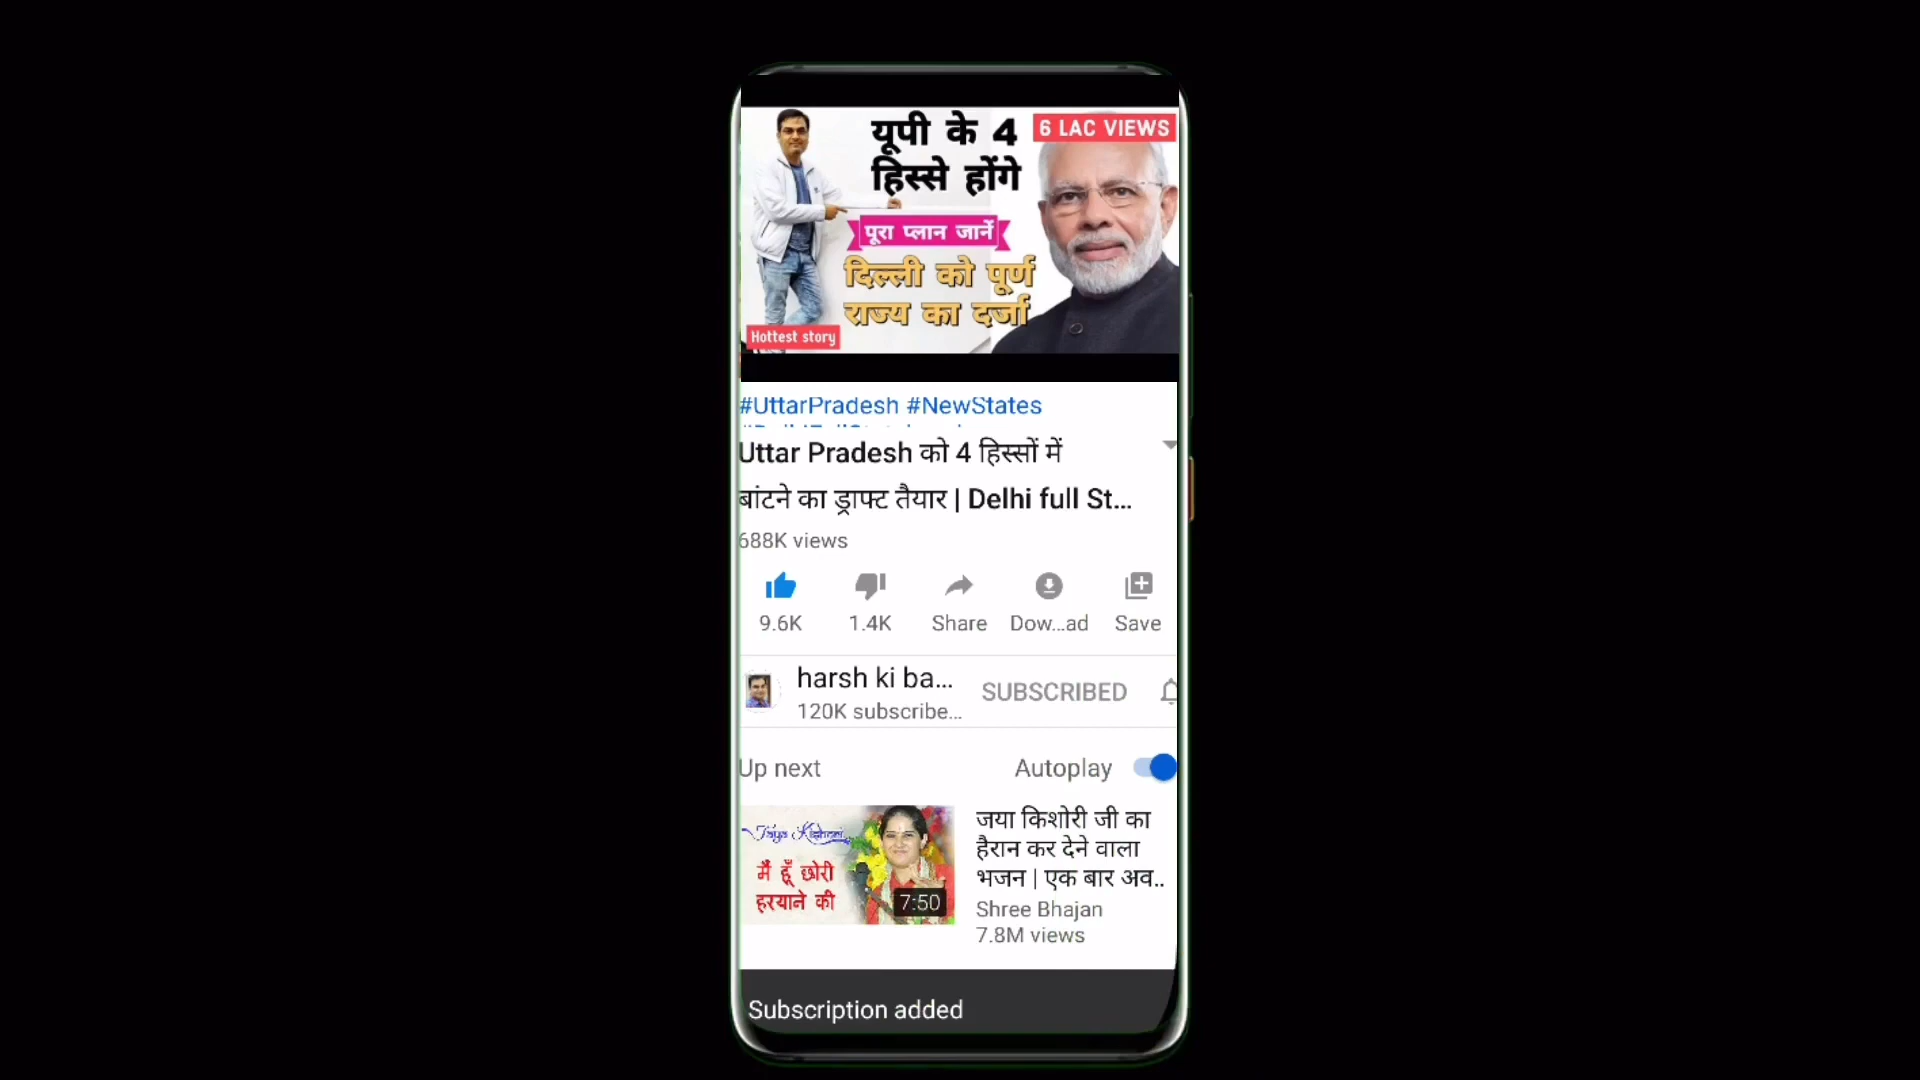 यूपी के 4
हिस्से होंगे
6 LAC VIEWS
पूरा प्लान जानें
दिल्ली को पूर्ण
राज्य का दर्जा
Hottest story
#UttarPradesh #NewStates
Uttar Pradesh को 4 हिस्सों में
बांटने का ड्राफ्ट तैयार | Delhi full St...
688K views
9.6K
1.4K
Share
Dow...ad
Save
harsh ki ba...
120K subscribe...
SUBSCRIBED
Up next
Autoplay
Jaya Kishori
मैं हूँ छोरी
हरयाने की
7:50
जया किशोरी जी का
हैरान कर देने वाला
भजन | एक बार अव..
Shree Bhajan
7.8M views
Subscription added